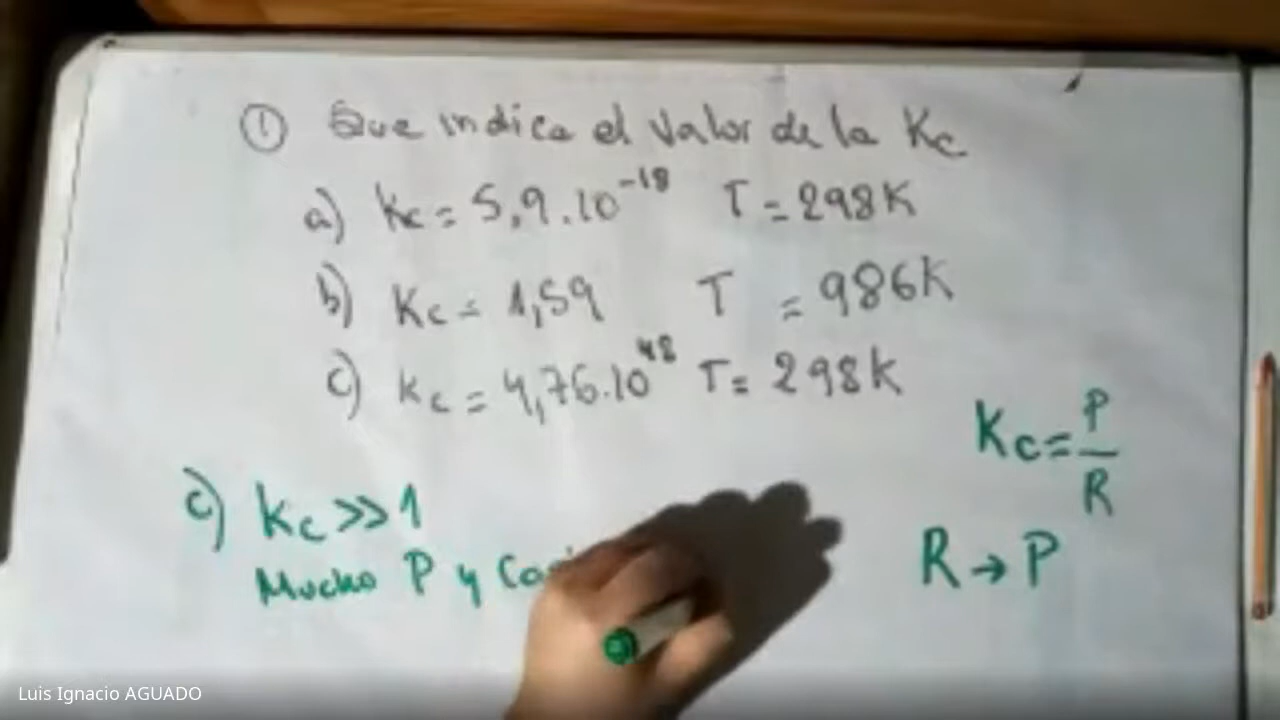 ① Que indica el valor de la Kc
a) Kc = 5,9.10⁻¹⁸ T = 298K
b) Kc = 1,59 T = 986K
c) Kc = 4,76.10⁴⁸ T = 298K
Kc = P/R
c) Kc >> 1
R → P
Mucho P y
Luis Ignacio AGUADO